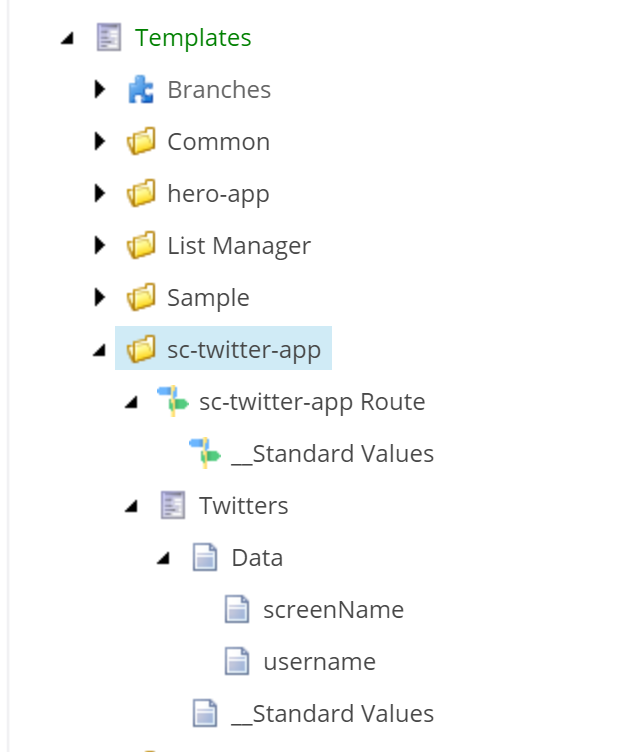 Templates
Branches
Common
hero-app
List Manager
Sample
sc-twitter-app
sc-twitter-app Route
__Standard Values
Twitters
Data
screenName
username
__Standard Values